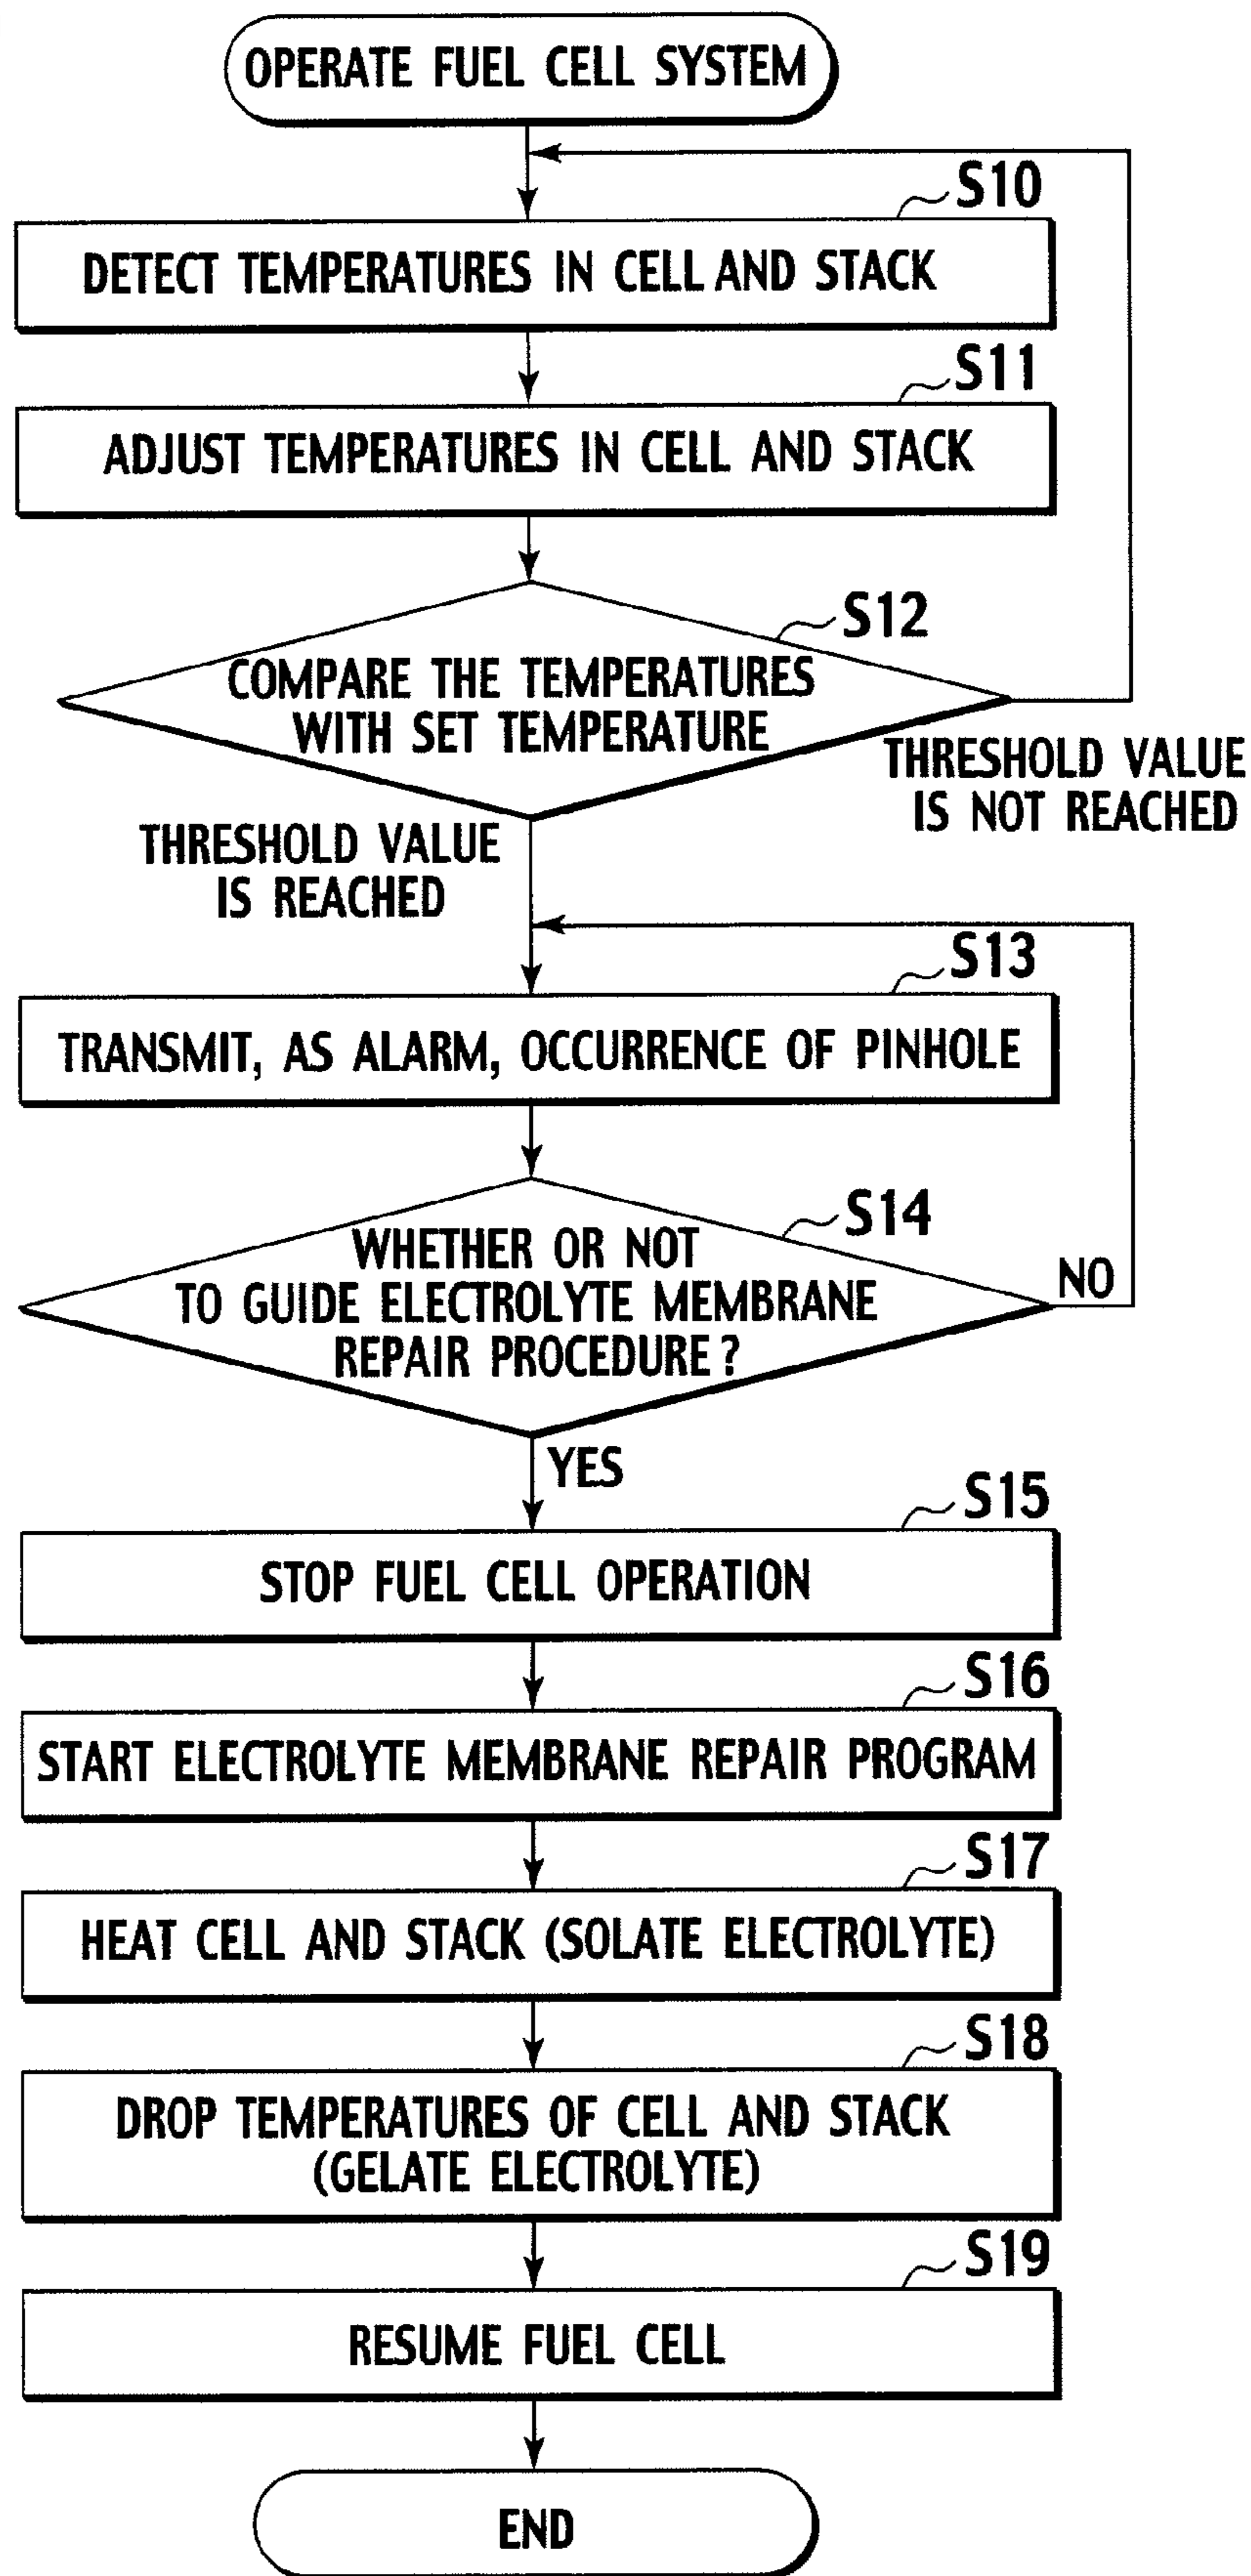 OPERATE FUEL CELL SYSTEM
S10
DETECT TEMPERATURES IN CELL AND STACK
S11
ADJUST TEMPERATURES IN CELL AND STACK
S12
COMPARE THE TEMPERATURES
WITH SET TEMPERATURE
THRESHOLD VALUE
IS NOT REACHED
THRESHOLD VALUE
IS REACHED
S13
TRANSMIT, AS ALARM, OCCURRENCE OF PINHOLE
S14
WHETHER OR NOT
TO GUIDE ELECTROLYTE MEMBRANE
REPAIR PROCEDURE?
NO
YES
S15
STOP FUEL CELL OPERATION
S16
START ELECTROLYTE MEMBRANE REPAIR PROGRAM
S17
HEAT CELL AND STACK (SOLATE ELECTROLYTE)
S18
DROP TEMPERATURES OF CELL AND STACK
(GELATE ELECTROLYTE)
S19
RESUME FUEL CELL
END